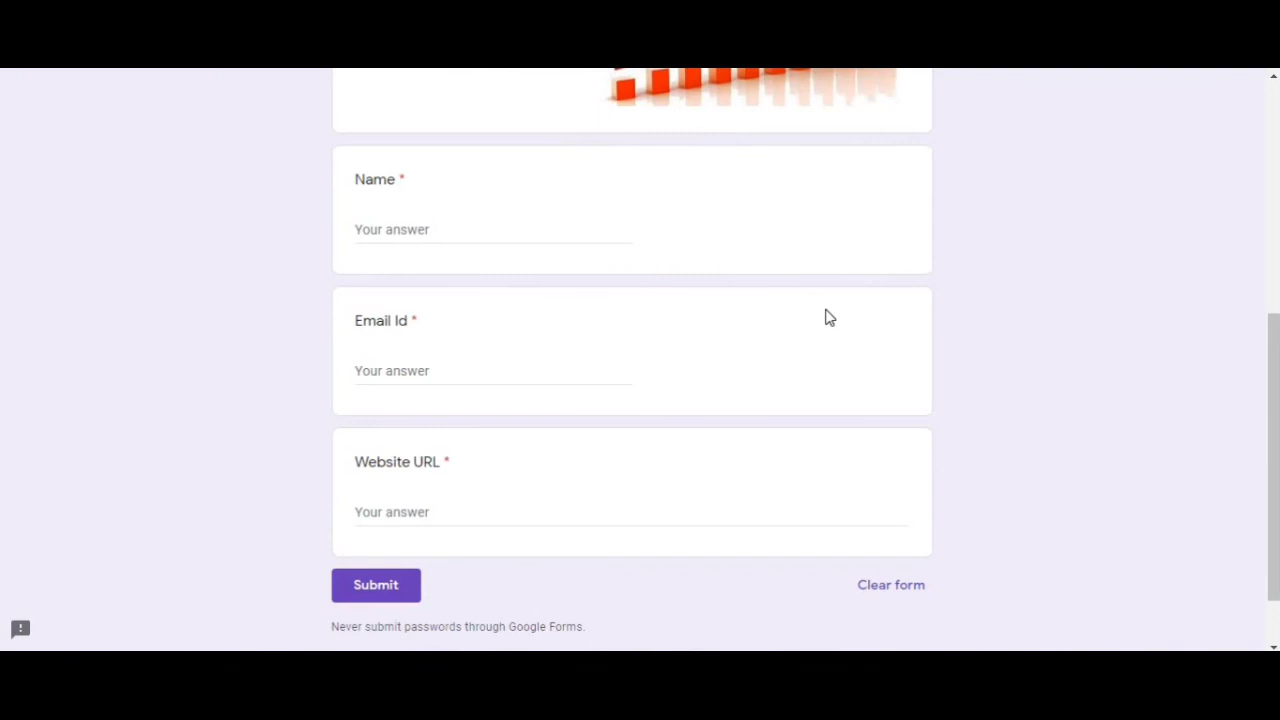 Name *
Your answer
Email Id *
Your answer
Website URL *
Your answer
Submit
Clear form
Never submit passwords through Google Forms.